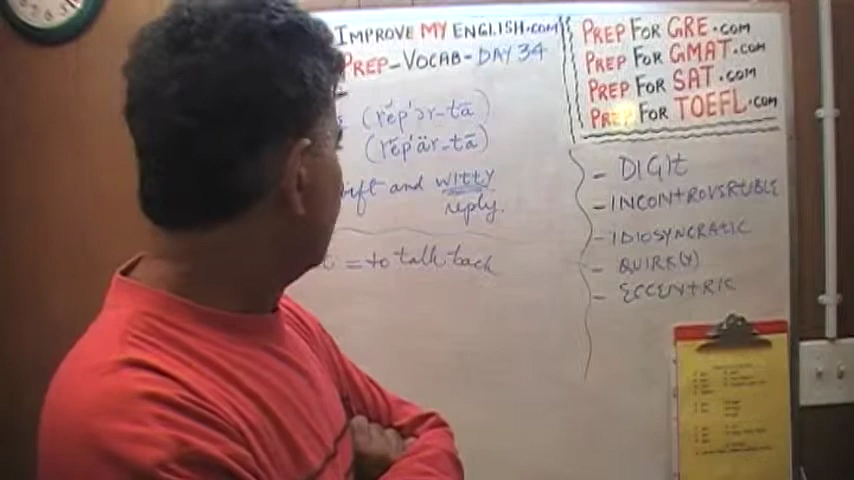 IMPROVE MY ENGLISH.COM
PREP-VOCAB-DAY 34
(rĕp'ər-tā)
(rĕp'är-tā)
and witty
reply.
= to talk back
PREP FOR GRE.COM
PREP FOR GMAT.COM
PREP FOR SAT.COM
PREP FOR TOEFL.COM
- DIGIT
- INCONTROVERTIBLE
- IDIOSYNCRATIC
- QUIRK(Y)
- ECCENTRIC